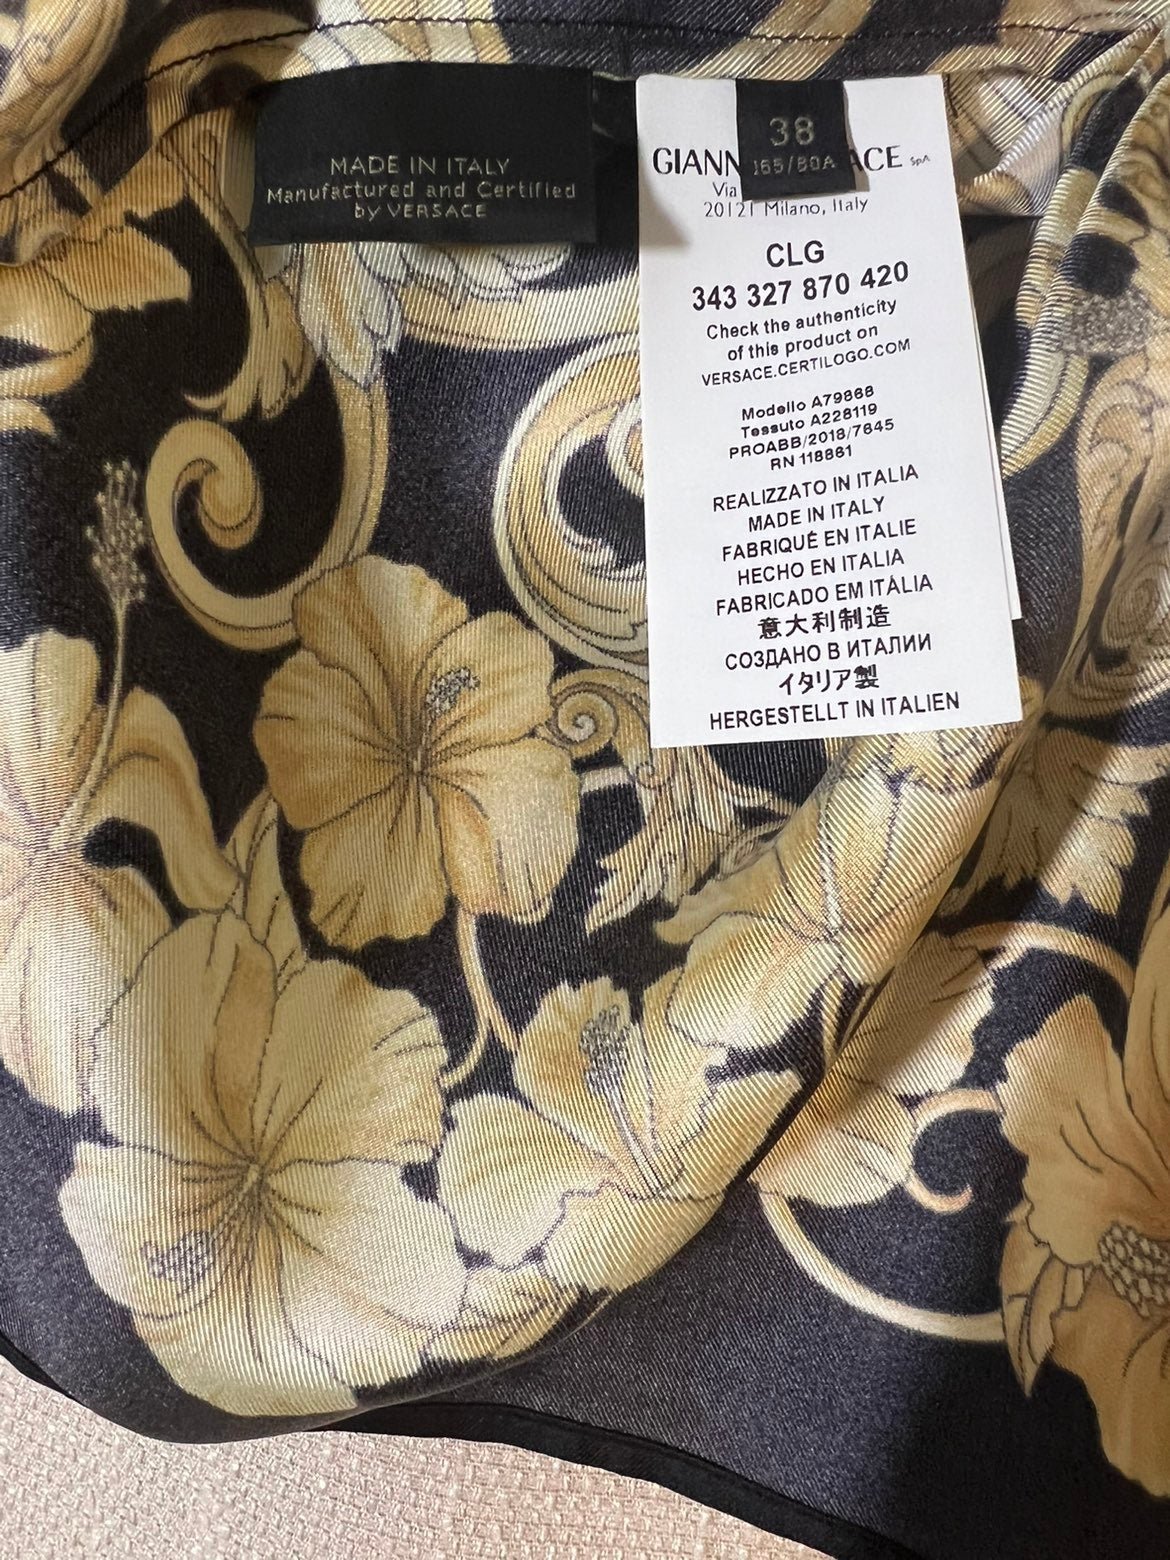 MADE IN ITALY
Manufactured and Certified
by VERSACE
38
165/80A
GIANN ACE SpA
Via
20121 Milano, Italy
CLG
343 327 870 420
Check the authenticity
of this product on
VERSACE.CERTILOGO.COM
Modello A79868
Tessuto A228119
PROABB/2018/7645
RN 118861
REALIZZATO IN ITALIA
MADE IN ITALY
FABRIQUÉ EN ITALIE
HECHO EN ITALIA
FABRICADO EM ITÁLIA
意大利制造
СОЗДАНО В ИТАЛИИ
イタリア製
HERGESTELLT IN ITALIEN